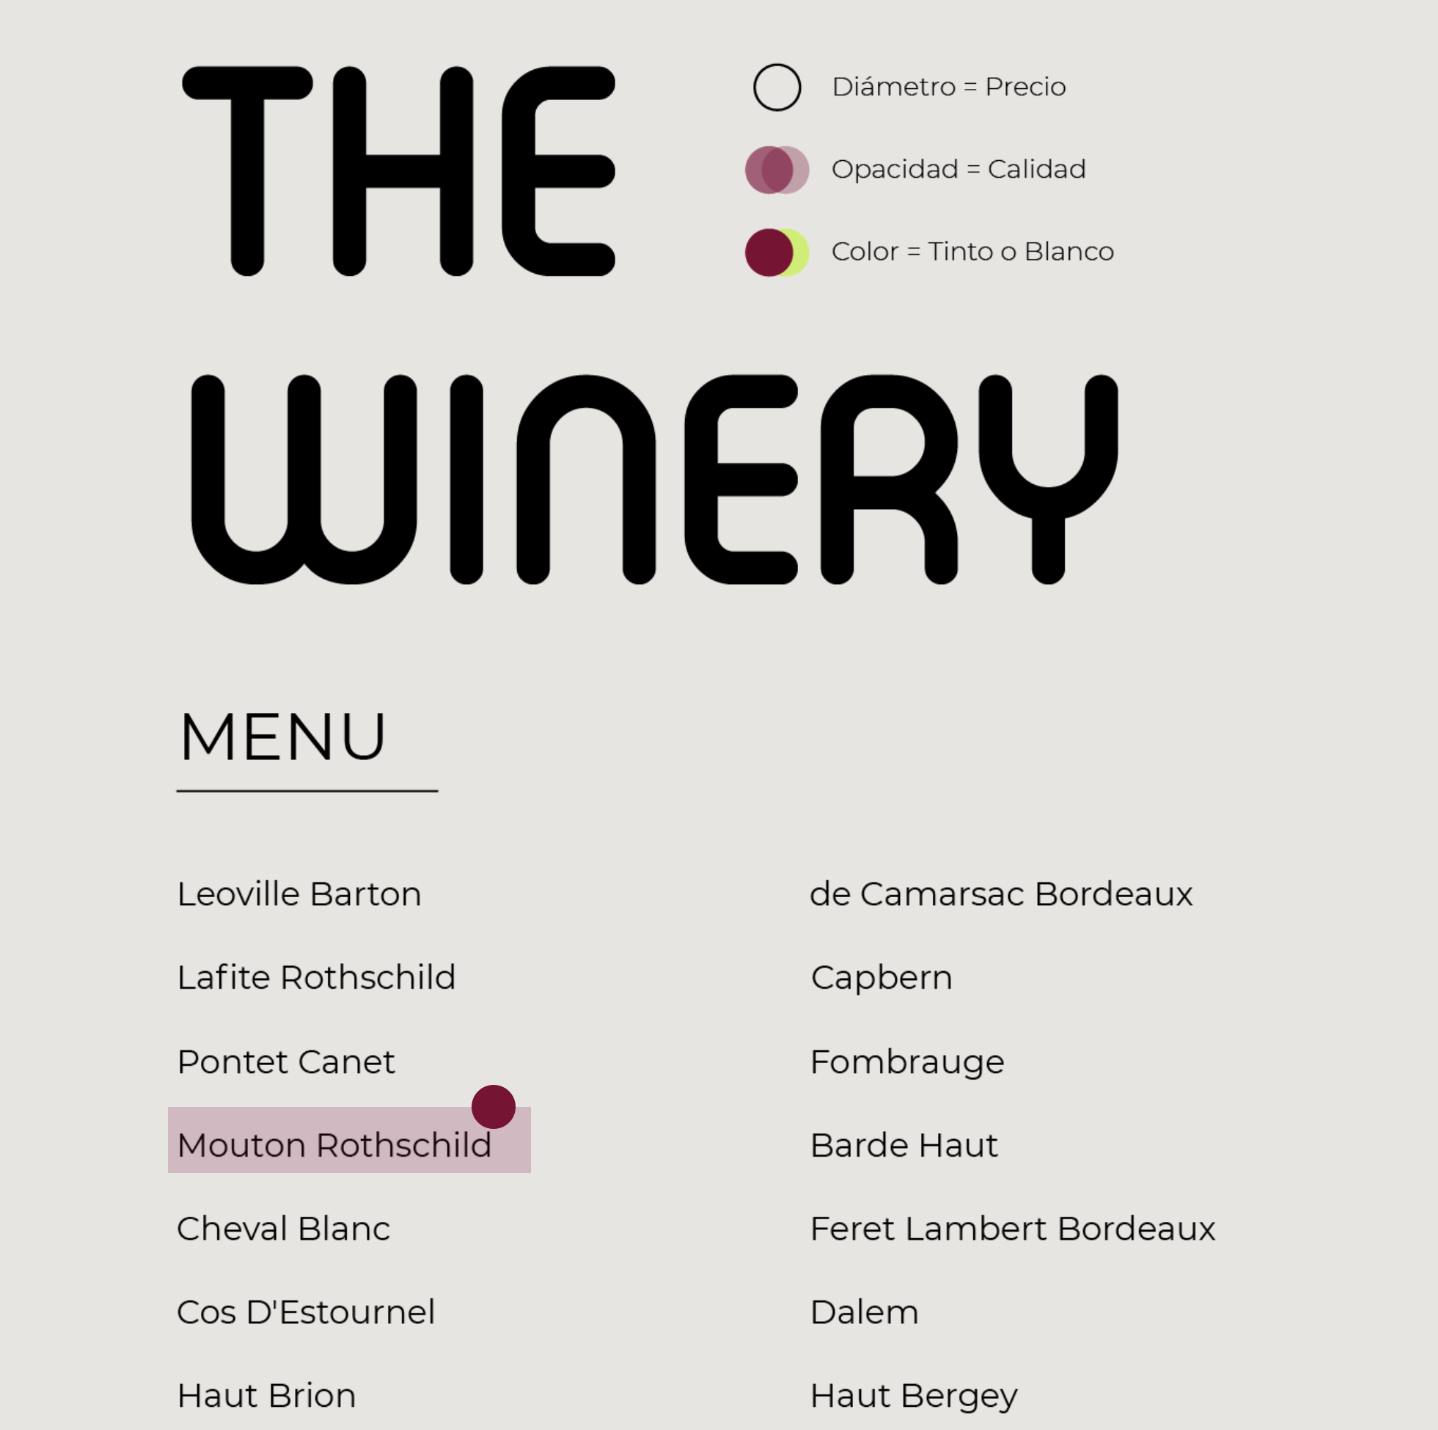 THE
Diámetro = Precio
Opacidad = Calidad
Color = Tinto o Blanco
WINERY
MENU
Leoville Barton
Lafite Rothschild
Pontet Canet
Mouton Rothschild
Cheval Blanc
Cos D'Estournel
Haut Brion
de Camarsac Bordeaux
Capbern
Fombrauge
Barde Haut
Feret Lambert Bordeaux
Dalem
Haut Bergey